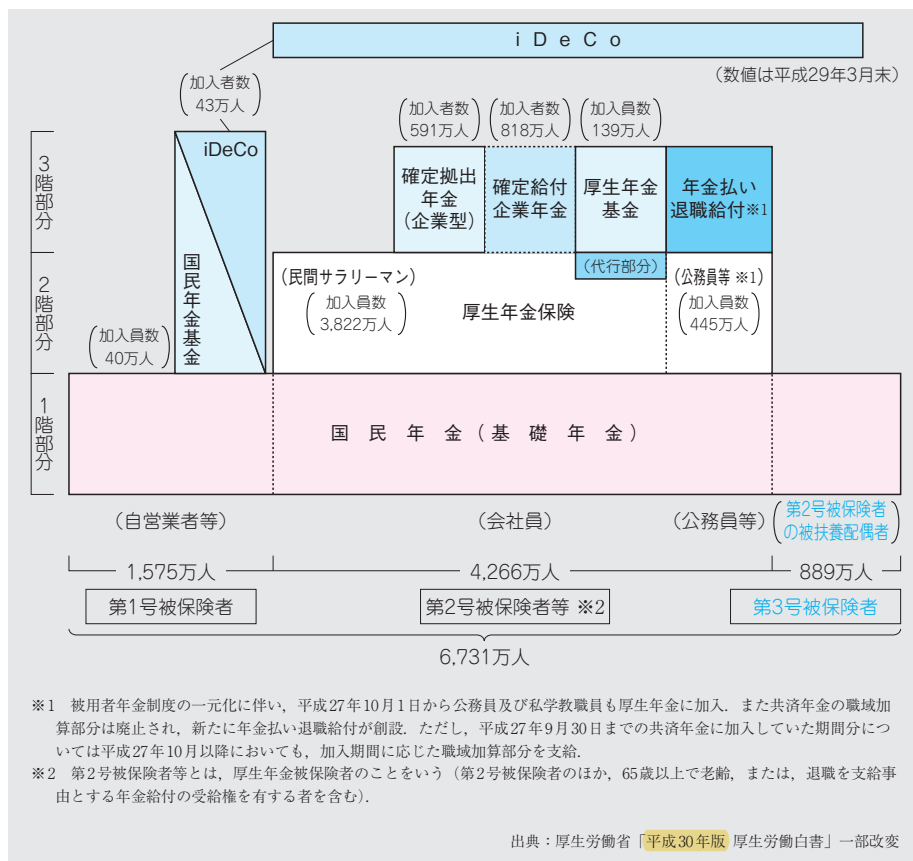 iDeCo
(数値は平成29年3月末)
(加入者数
43万人)
(加入者数
591万人)
(加入者数
818万人)
(加入員数
139万人)
3階部分
iDeCo
国民年金基金
確定拠出
年金
(企業型)
確定給付
企業年金
厚生年金
基金
年金払い
退職給付※1
(代行部分)
2階部分
(民間サラリーマン)
(加入員数
3,822万人)
厚生年金保険
(公務員等 ※1)
(加入員数
445万人)
(加入員数
40万人)
1階部分
国民年金(基礎年金)
(自営業者等)
(会社員)
(公務員等)
(第2号被保険者
の被扶養配偶者)
1,575万人
4,266万人
889万人
第1号被保険者
第2号被保険者等 ※2
第3号被保険者
6,731万人
※1 被用者年金制度の一元化に伴い,平成27年10月1日から公務員及び私学教職員も厚生年金に加入.また共済年金の職域加
算部分は廃止され,新たに年金払い退職給付が創設.ただし,平成27年9月30日までの共済年金に加入していた期間分につ
いては平成27年10月以降においても,加入期間に応じた職域加算部分を支給.
※2 第2号被保険者等とは,厚生年金被保険者のことをいう(第2号被保険者のほか,65歳以上で老齢,または,退職を支給事
由とする年金給付の受給権を有する者を含む).
出典:厚生労働省「平成30年版 厚生労働白書」一部改変